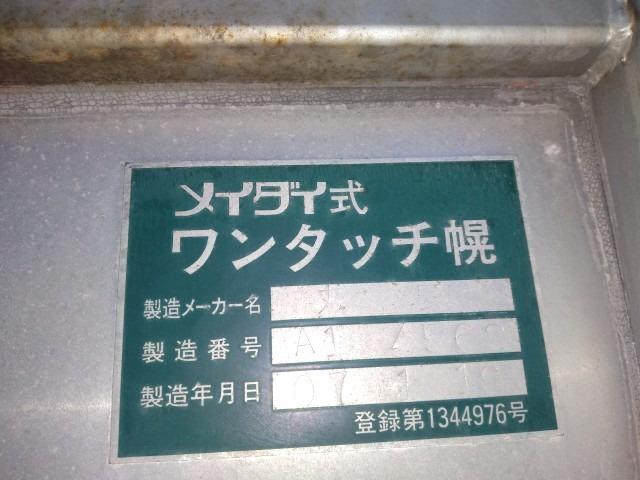 メイダイ式
ワンタッチ幌
製造メーカー名
製造番号
製造年月日
登録第1344976号